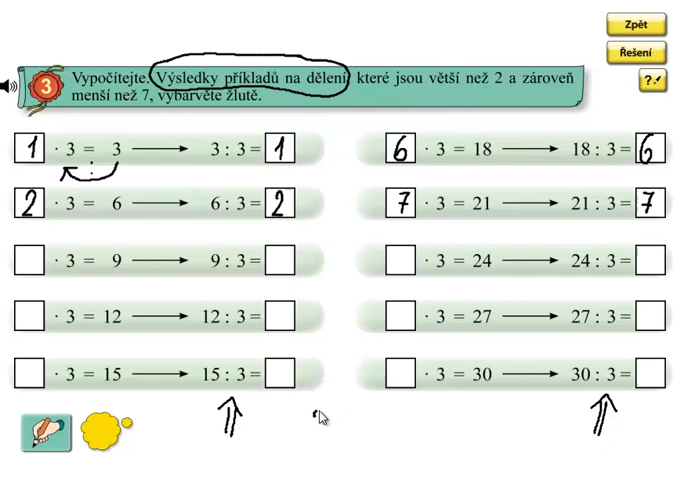 Zpět
Řešení
?✓
3
Vypočítejte. Výsledky příkladů na dělení, které jsou větší než 2 a zároveň
menší než 7, vybarvěte žlutě.
1 · 3 = 3 → 3 : 3 = 1
6 · 3 = 18 → 18 : 3 = 6
:
2 · 3 = 6 → 6 : 3 = 2
7 · 3 = 21 → 21 : 3 = 7
· 3 = 9 → 9 : 3 =
· 3 = 24 → 24 : 3 =
· 3 = 12 → 12 : 3 =
· 3 = 27 → 27 : 3 =
· 3 = 15 → 15 : 3 =
· 3 = 30 → 30 : 3 =